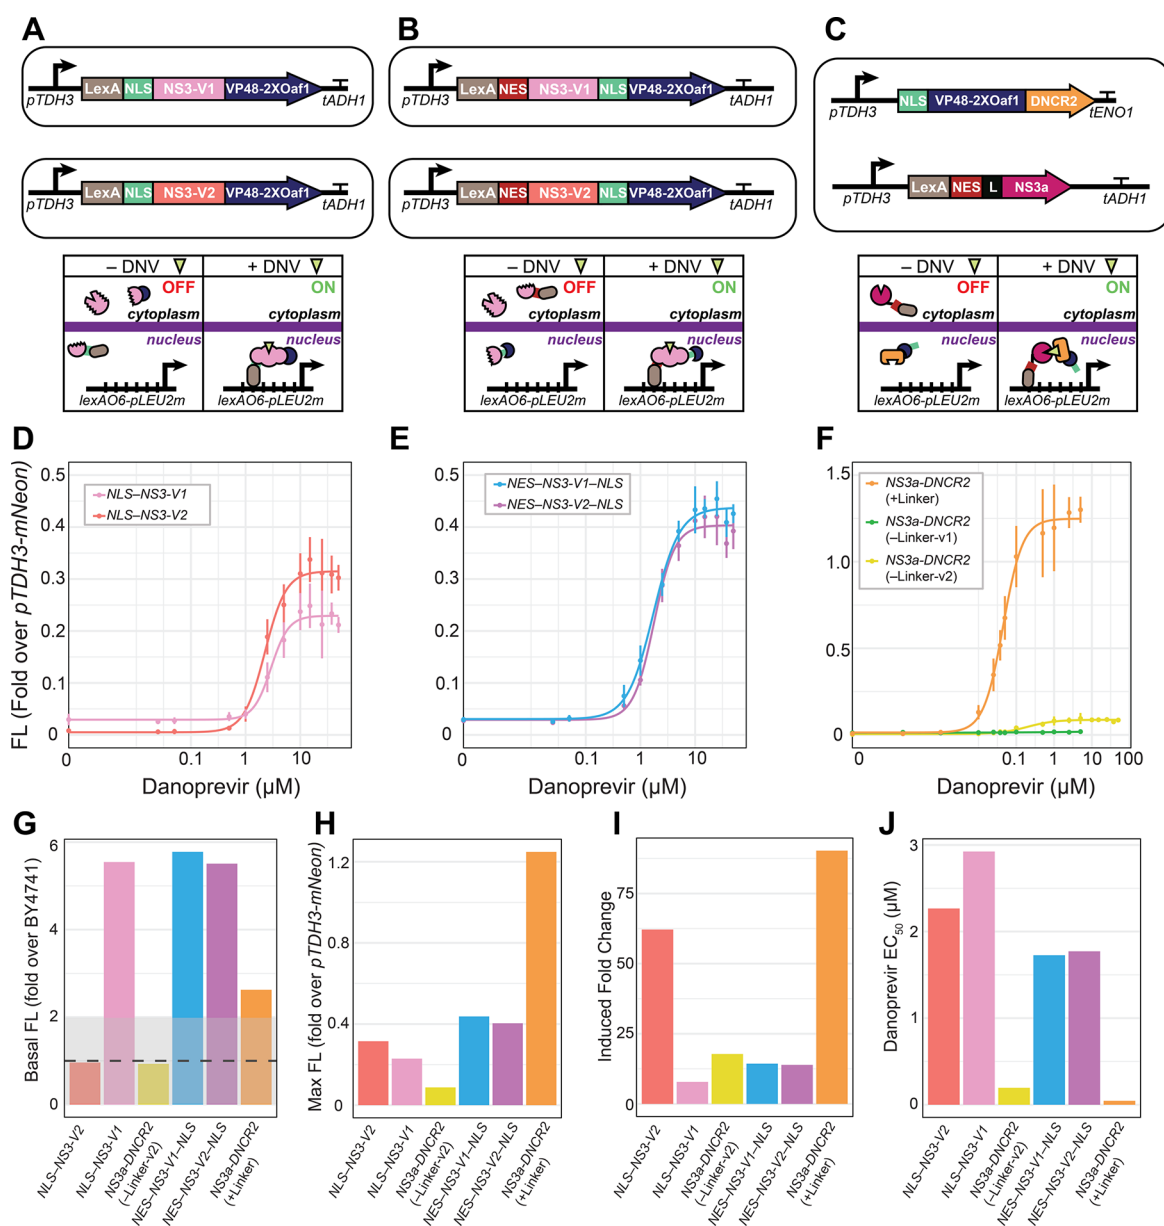 A
LexA NLS NS3-V1 VP48-2XOaf1
pTDH3 tADH1
LexA NLS NS3-V2 VP48-2XOaf1
pTDH3 tADH1
– DNV + DNV
OFF ON
cytoplasm cytoplasm
nucleus nucleus
lexAO6-pLEU2m lexAO6-pLEU2m
B
LexA NES NS3-V1 NLS VP48-2XOaf1
pTDH3 tADH1
LexA NES NS3-V2 NLS VP48-2XOaf1
pTDH3 tADH1
– DNV + DNV
OFF ON
cytoplasm cytoplasm
nucleus nucleus
lexAO6-pLEU2m lexAO6-pLEU2m
C
NLS VP48-2XOaf1 DNCR2
pTDH3 tENO1
LexA NES L NS3a
pTDH3 tADH1
– DNV + DNV
OFF ON
cytoplasm cytoplasm
nucleus nucleus
lexAO6-pLEU2m lexAO6-pLEU2m
D
FL (Fold over pTDH3-mNeon)
0.5
0.4
0.3
0.2
0.1
0
NLS–NS3-V1
NLS–NS3-V2
0 0.1 1 10
Danoprevir (µM)
E
0.5
0.4
0.3
0.2
0.1
0
NES–NS3-V1–NLS
NES–NS3-V2–NLS
0 0.1 1 10
Danoprevir (µM)
F
1.5
1.0
0.5
0
NS3a-DNCR2
(+Linker)
NS3a-DNCR2
(–Linker-v1)
NS3a-DNCR2
(–Linker-v2)
0 0.1 1 10 100
Danoprevir (µM)
G
Basal FL (fold over BY4741)
6
4
2
0
NLS–NS3-V2
NLS–NS3-V1
NS3a-DNCR2
(–Linker-v2)
NES–NS3-V1–NLS
NES–NS3-V2–NLS
NS3a-DNCR2
(+Linker)
H
Max FL (fold over pTDH3-mNeon)
1.2
0.8
0.4
0
NLS–NS3-V2
NLS–NS3-V1
NS3a-DNCR2
(–Linker-v2)
NES–NS3-V1–NLS
NES–NS3-V2–NLS
NS3a-DNCR2
(+Linker)
I
Induced Fold Change
75
50
25
0
NLS–NS3-V2
NLS–NS3-V1
NS3a-DNCR2
(–Linker-v2)
NES–NS3-V1–NLS
NES–NS3-V2–NLS
NS3a-DNCR2
(+Linker)
J
Danoprevir EC50 (µM)
3
2
1
0
NLS–NS3-V2
NLS–NS3-V1
NS3a-DNCR2
(–Linker-v2)
NES–NS3-V1–NLS
NES–NS3-V2–NLS
NS3a-DNCR2
(+Linker)